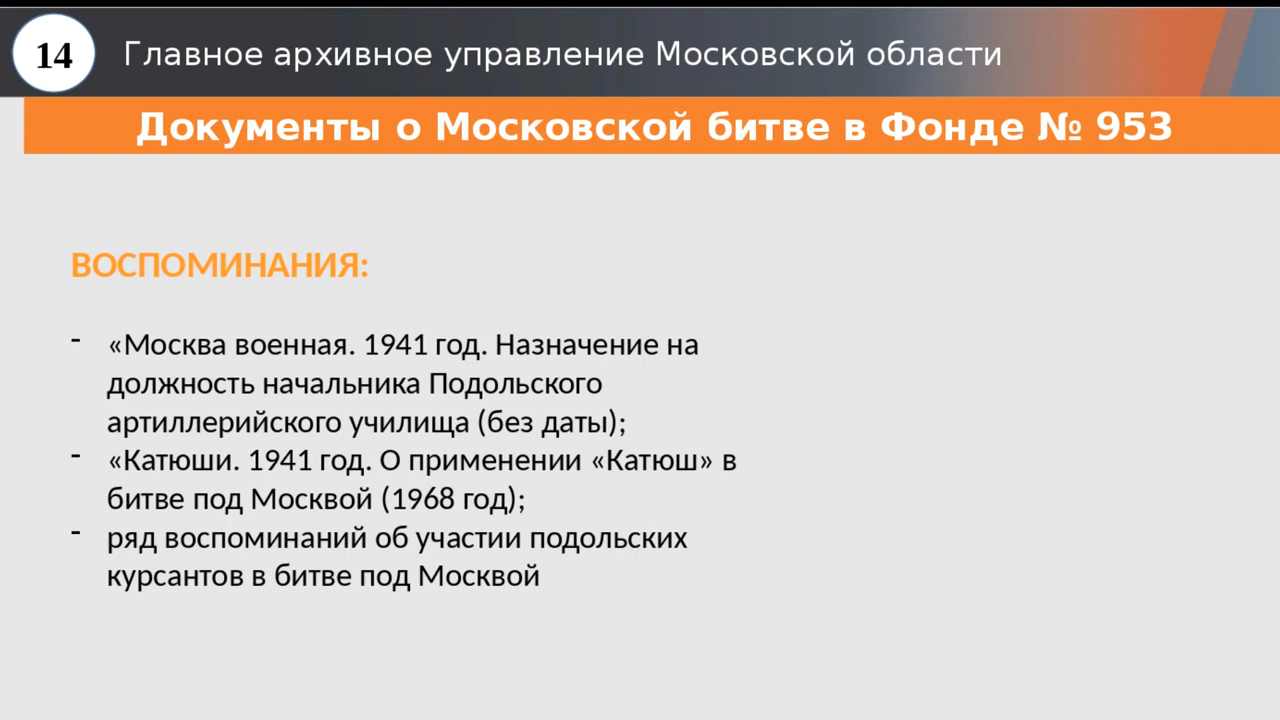 14
Главное архивное управление Московской области
Документы о Московской битве в Фонде № 953
ВОСПОМИНАНИЯ:
- «Москва военная. 1941 год. Назначение на
должность начальника Подольского
артиллерийского училища (без даты);
- «Катюши. 1941 год. О применении «Катюш» в
битве под Москвой (1968 год);
- ряд воспоминаний об участии подольских
курсантов в битве под Москвой